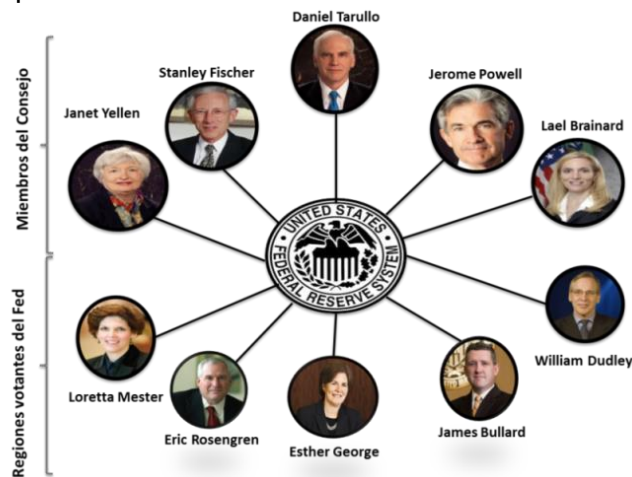 Daniel Tarullo
Stanley Fischer
Jerome Powell
Janet Yellen
Lael Brainard
Miembros del Consejo
UNITED STATES
FEDERAL RESERVE SYSTEM
Regiones votantes del Fed
William Dudley
Loretta Mester
Eric Rosengren
Esther George
James Bullard